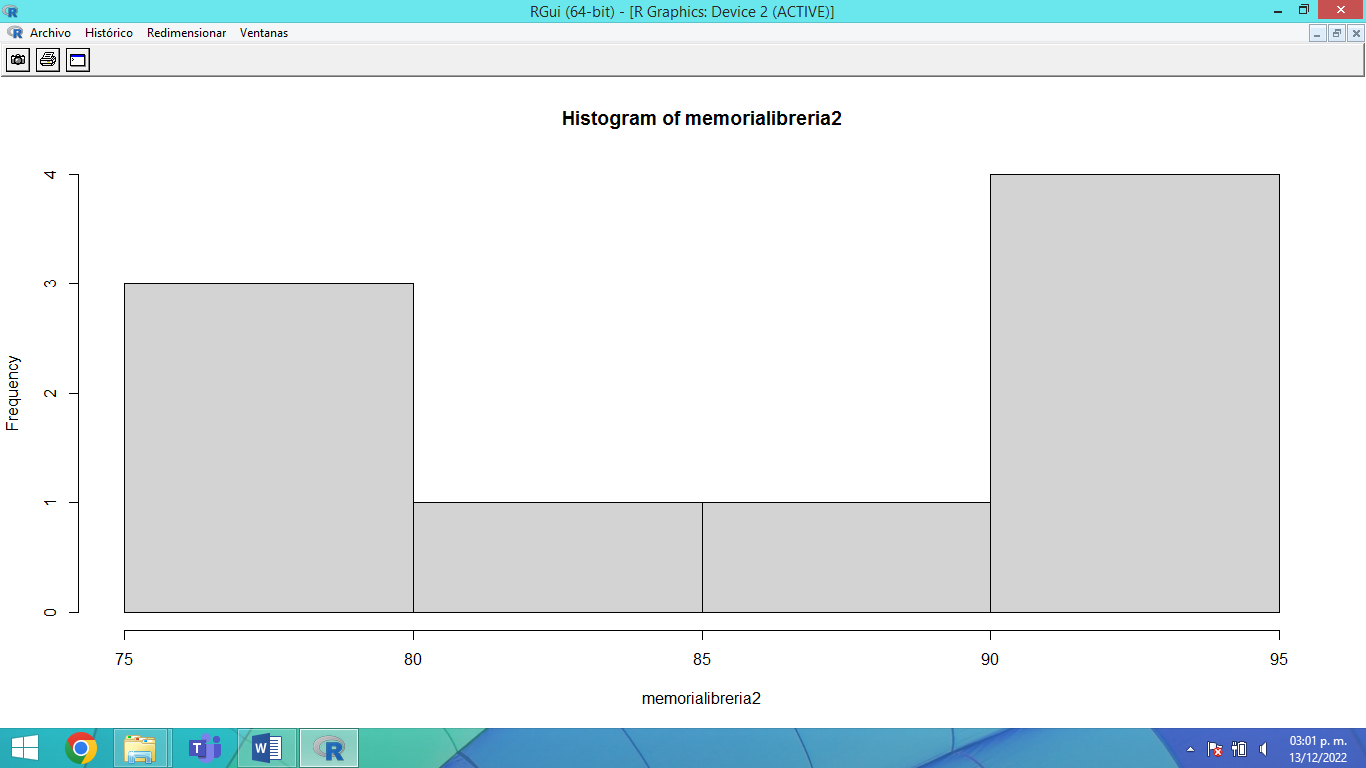 RGui (64-bit) - [R Graphics: Device 2 (ACTIVE)]
Archivo Histórico Redimensionar Ventanas
Histogram of memorialibreria2
Frequency
4
3
2
1
0
75 80 85 90 95
memorialibreria2
03:01 p. m.
13/12/2022